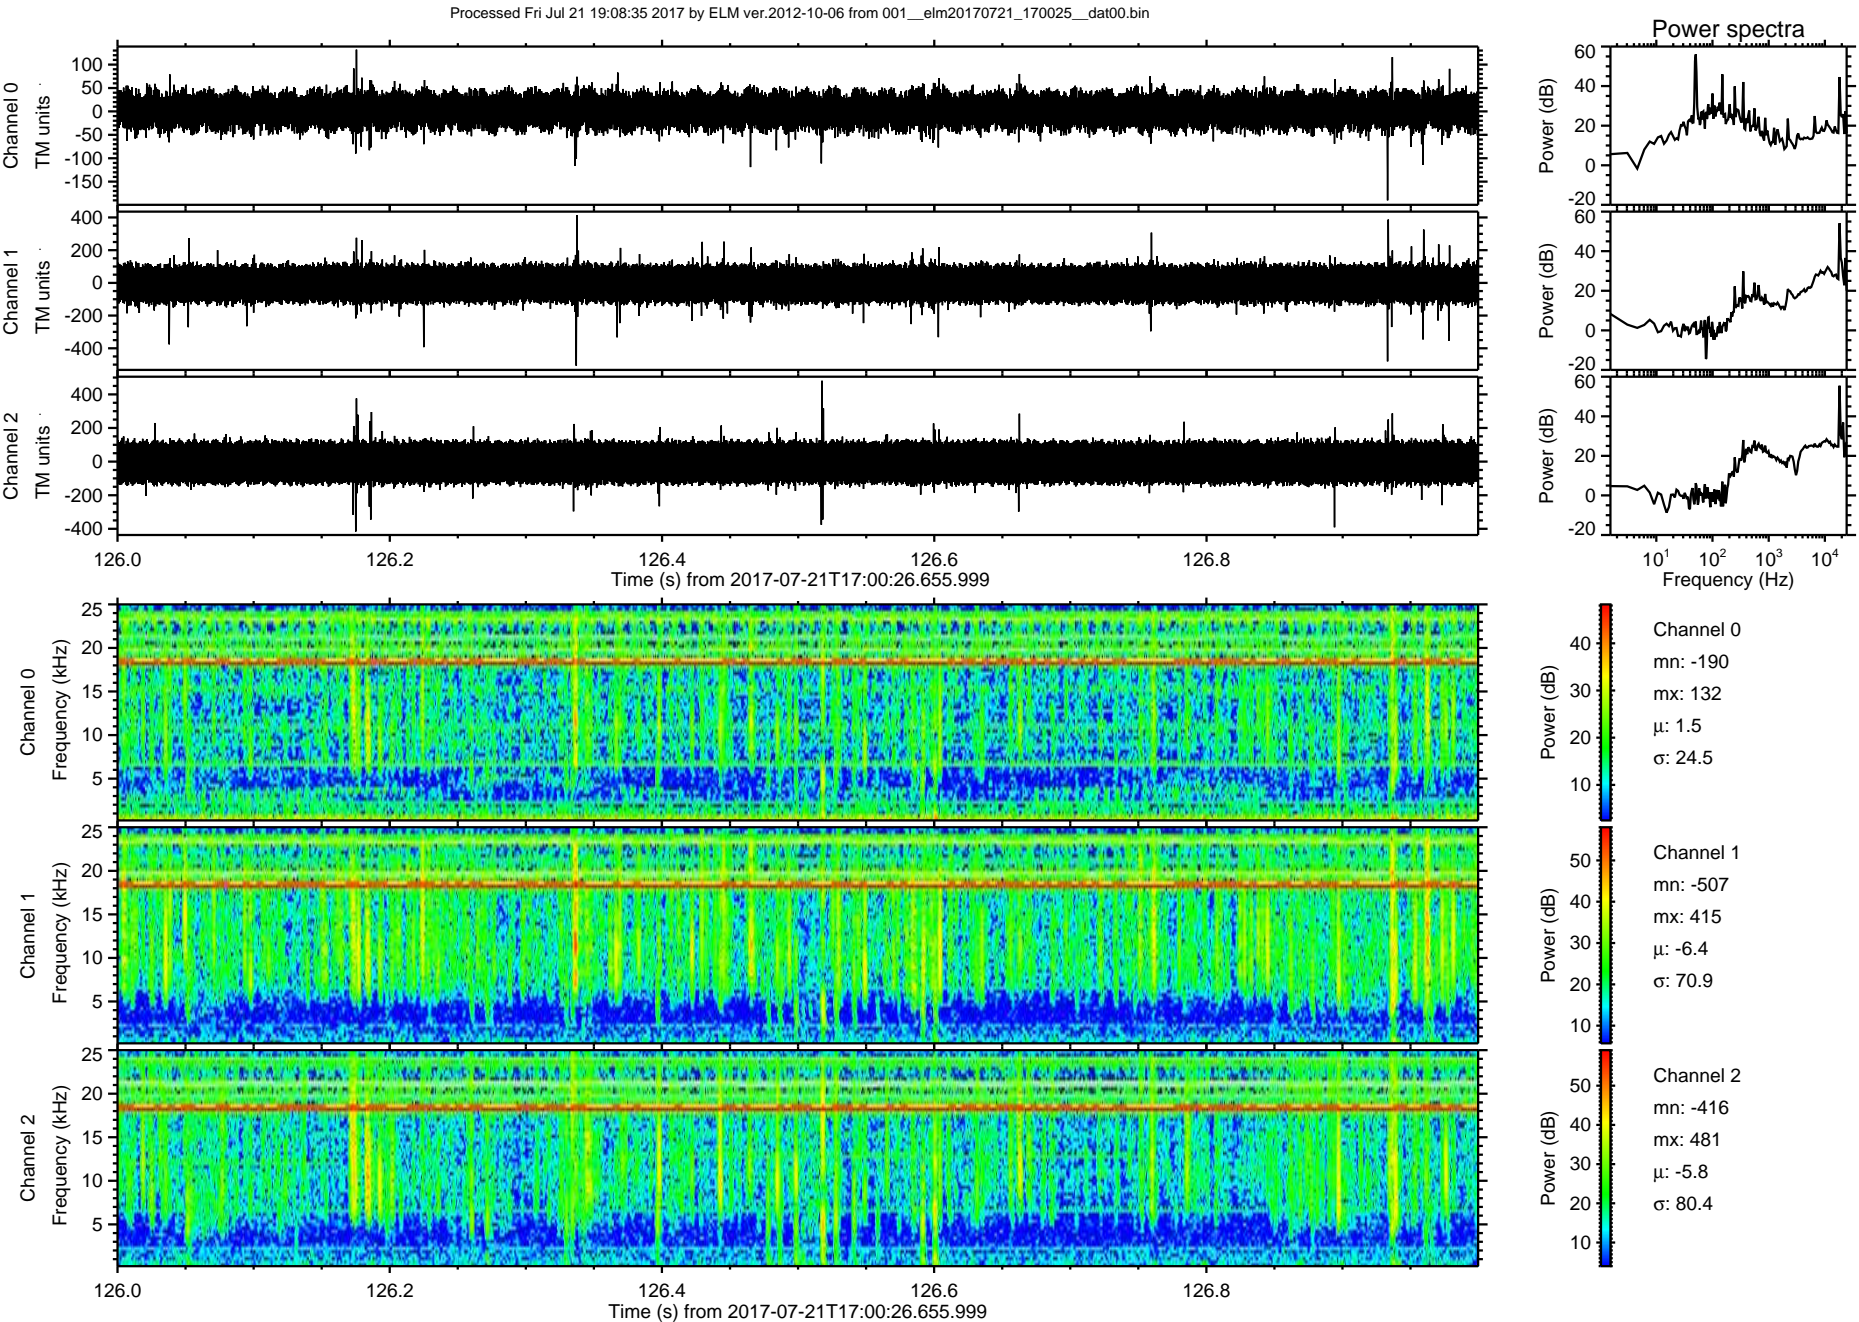 Processed Fri Jul 21 19:08:35 2017 by ELM ver.2012-10-06 from 001__elm20170721_170025__dat00.bin
Power spectra
Channel 0
TM units
100
50
0
-50
-100
-150
Power (dB)
60
40
20
0
-20
Channel 1
TM units
400
200
0
-200
-400
Power (dB)
60
40
20
0
-20
Channel 2
TM units
400
200
0
-200
-400
Power (dB)
60
40
20
0
-20
126.0 126.2 126.4 126.6 126.8
Time (s) from 2017-07-21T17:00:26.655.999
10^1 10^2 10^3 10^4
Frequency (Hz)
Channel 0
Frequency (kHz)
25
20
15
10
5
Power (dB)
40
30
20
10
Channel 0
mn: -190
mx: 132
μ: 1.5
σ: 24.5
Channel 1
Frequency (kHz)
25
20
15
10
5
Power (dB)
50
40
30
20
10
Channel 1
mn: -507
mx: 415
μ: -6.4
σ: 70.9
Channel 2
Frequency (kHz)
25
20
15
10
5
Power (dB)
50
40
30
20
10
Channel 2
mn: -416
mx: 481
μ: -5.8
σ: 80.4
126.0 126.2 126.4 126.6 126.8
Time (s) from 2017-07-21T17:00:26.655.999